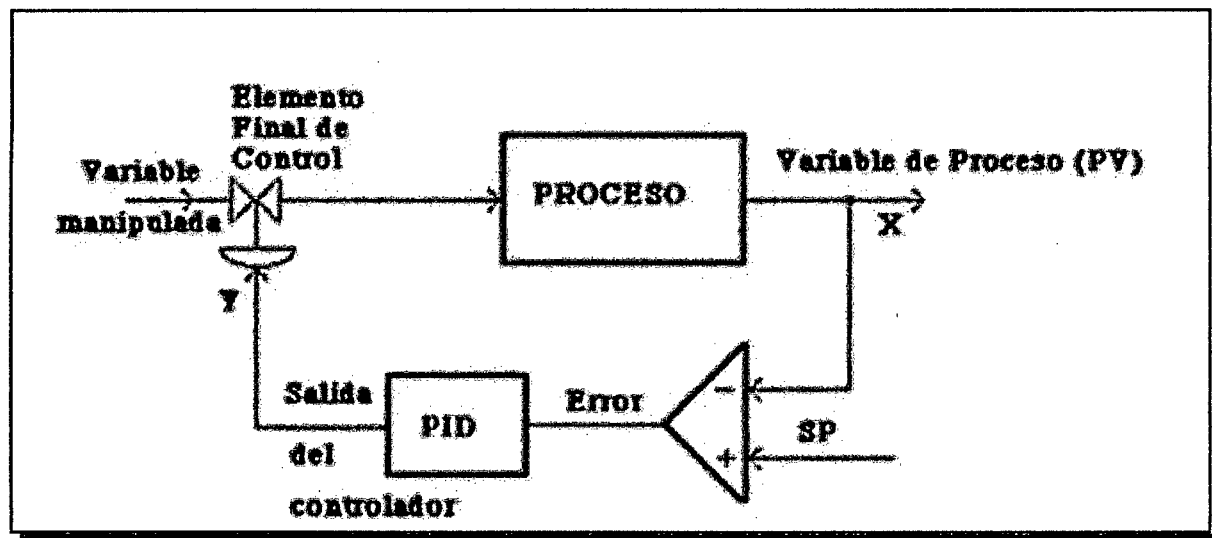 Elemento
Final de
Control
Variable
manipulada
PROCESO
Variable de Proceso (PV)
X
Y
Salida
del
controlador
PID
Error
-
+
SP